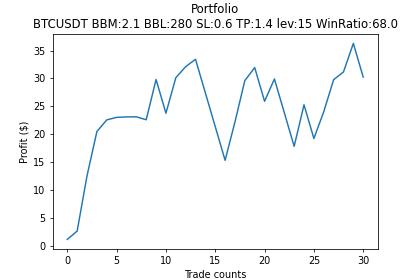 Portfolio
BTCUSDT BBM:2.1 BBL:280 SL:0.6 TP:1.4 lev:15 WinRatio:68.0
35
30
25
20
15
10
5
0
Profit ($)
0 5 10 15 20 25 30
Trade counts